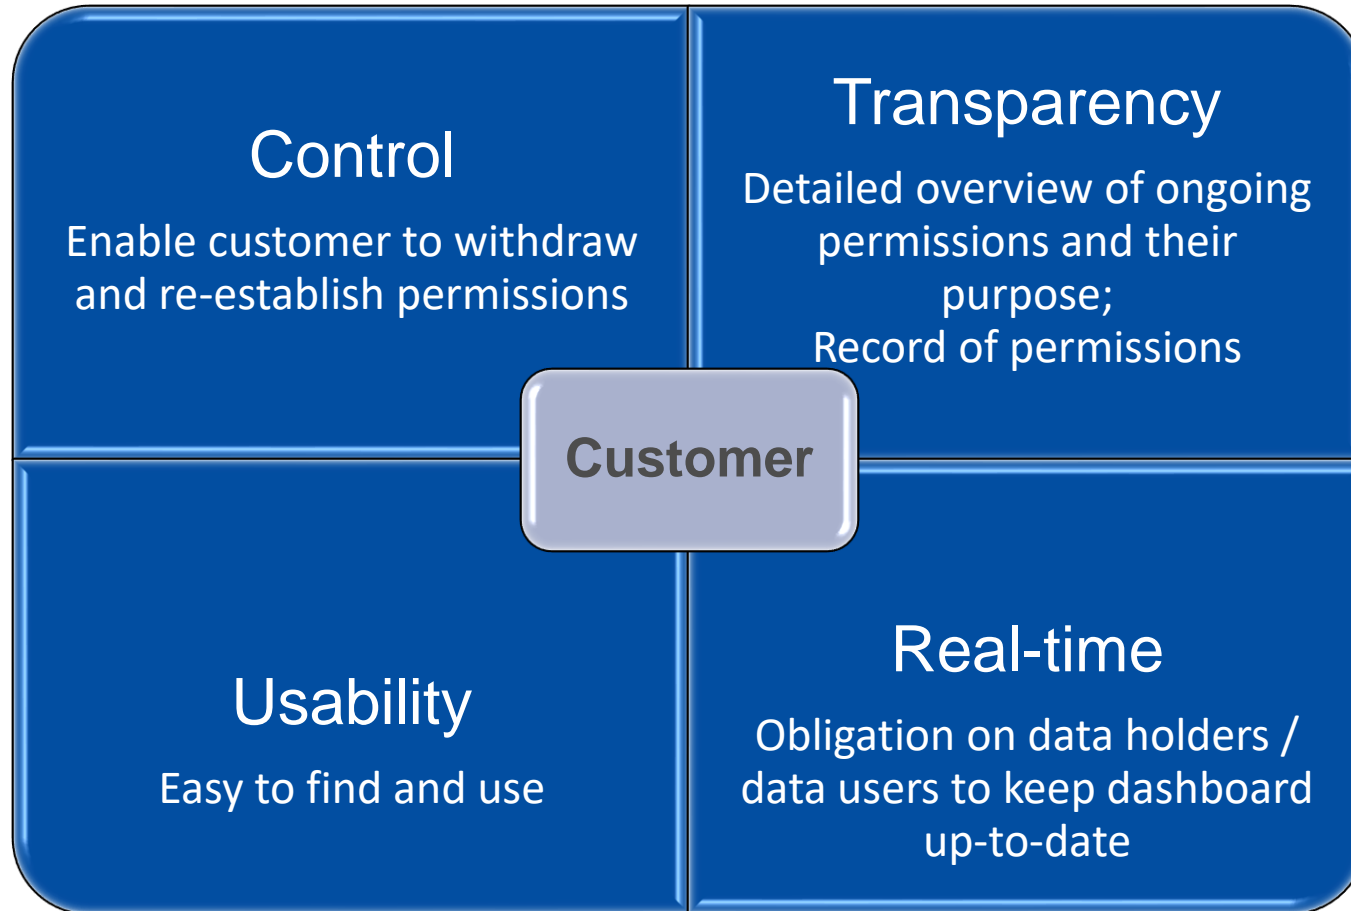 Control
Enable customer to withdraw
and re-establish permissions
Transparency
Detailed overview of ongoing
permissions and their
purpose;
Record of permissions
Customer
Usability
Easy to find and use
Real-time
Obligation on data holders /
data users to keep dashboard
up-to-date